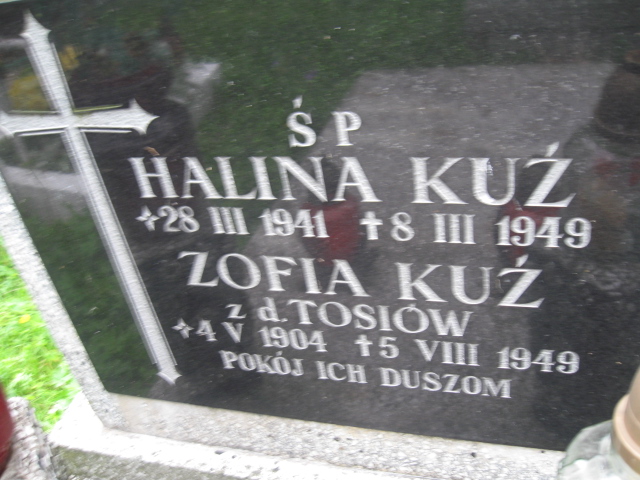 Ś P
HALINA KUŹ
28 III 1941 † 8 III 1949
ZOFIA KUŹ
z d. TOSIÓW
4 V 1904 † 5 VIII 1949
POKÓJ ICH DUSZOM